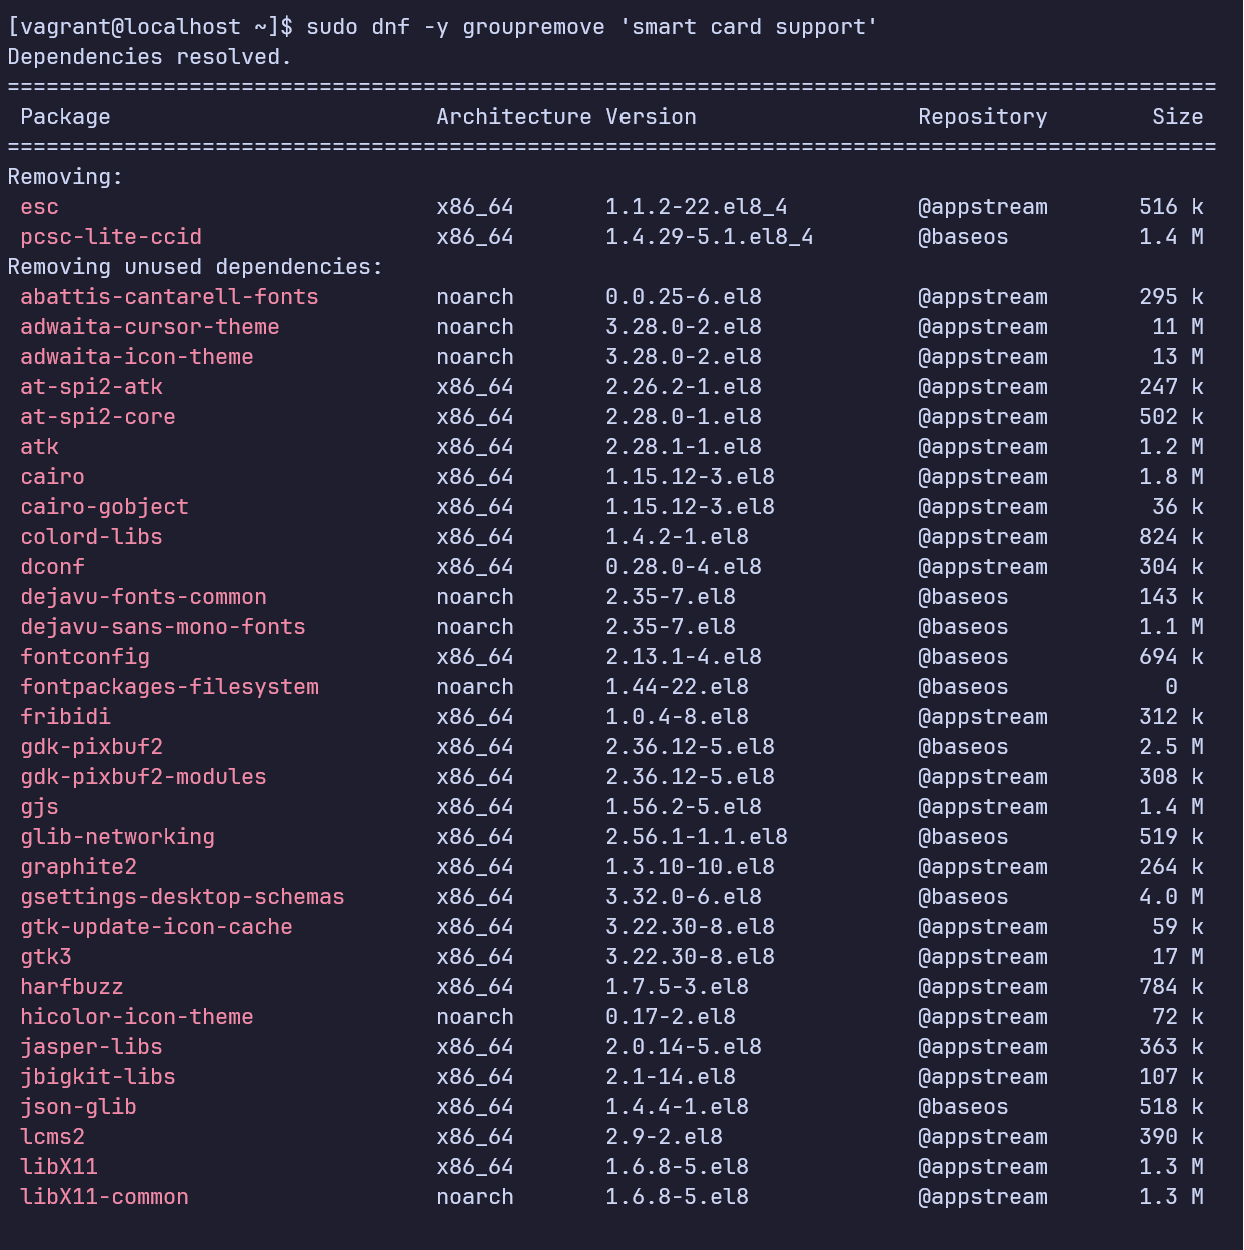 [vagrant@localhost ~]$ sudo dnf -y groupremove 'smart card support'
Dependencies resolved.
=============================================================================================
 Package                         Architecture Version                 Repository        Size
=============================================================================================
Removing:
 esc                             x86_64       1.1.2-22.el8_4          @appstream       516 k
 pcsc-lite-ccid                  x86_64       1.4.29-5.1.el8_4        @baseos          1.4 M
Removing unused dependencies:
 abattis-cantarell-fonts         noarch       0.0.25-6.el8            @appstream       295 k
 adwaita-cursor-theme            noarch       3.28.0-2.el8            @appstream        11 M
 adwaita-icon-theme              noarch       3.28.0-2.el8            @appstream        13 M
 at-spi2-atk                     x86_64       2.26.2-1.el8            @appstream       247 k
 at-spi2-core                    x86_64       2.28.0-1.el8            @appstream       502 k
 atk                             x86_64       2.28.1-1.el8            @appstream       1.2 M
 cairo                           x86_64       1.15.12-3.el8           @appstream       1.8 M
 cairo-gobject                   x86_64       1.15.12-3.el8           @appstream        36 k
 colord-libs                     x86_64       1.4.2-1.el8             @appstream       824 k
 dconf                           x86_64       0.28.0-4.el8            @appstream       304 k
 dejavu-fonts-common             noarch       2.35-7.el8              @baseos          143 k
 dejavu-sans-mono-fonts          noarch       2.35-7.el8              @baseos          1.1 M
 fontconfig                      x86_64       2.13.1-4.el8            @baseos          694 k
 fontpackages-filesystem         noarch       1.44-22.el8             @baseos            0
 fribidi                         x86_64       1.0.4-8.el8             @appstream       312 k
 gdk-pixbuf2                     x86_64       2.36.12-5.el8           @baseos          2.5 M
 gdk-pixbuf2-modules             x86_64       2.36.12-5.el8           @appstream       308 k
 gjs                             x86_64       1.56.2-5.el8            @appstream       1.4 M
 glib-networking                 x86_64       2.56.1-1.1.el8          @baseos          519 k
 graphite2                       x86_64       1.3.10-10.el8           @appstream       264 k
 gsettings-desktop-schemas       x86_64       3.32.0-6.el8            @baseos          4.0 M
 gtk-update-icon-cache           x86_64       3.22.30-8.el8           @appstream        59 k
 gtk3                            x86_64       3.22.30-8.el8           @appstream        17 M
 harfbuzz                        x86_64       1.7.5-3.el8             @appstream       784 k
 hicolor-icon-theme              noarch       0.17-2.el8              @appstream        72 k
 jasper-libs                     x86_64       2.0.14-5.el8            @appstream       363 k
 jbigkit-libs                    x86_64       2.1-14.el8              @appstream       107 k
 json-glib                       x86_64       1.4.4-1.el8             @baseos          518 k
 lcms2                           x86_64       2.9-2.el8               @appstream       390 k
 libX11                          x86_64       1.6.8-5.el8             @appstream       1.3 M
 libX11-common                   noarch       1.6.8-5.el8             @appstream       1.3 M